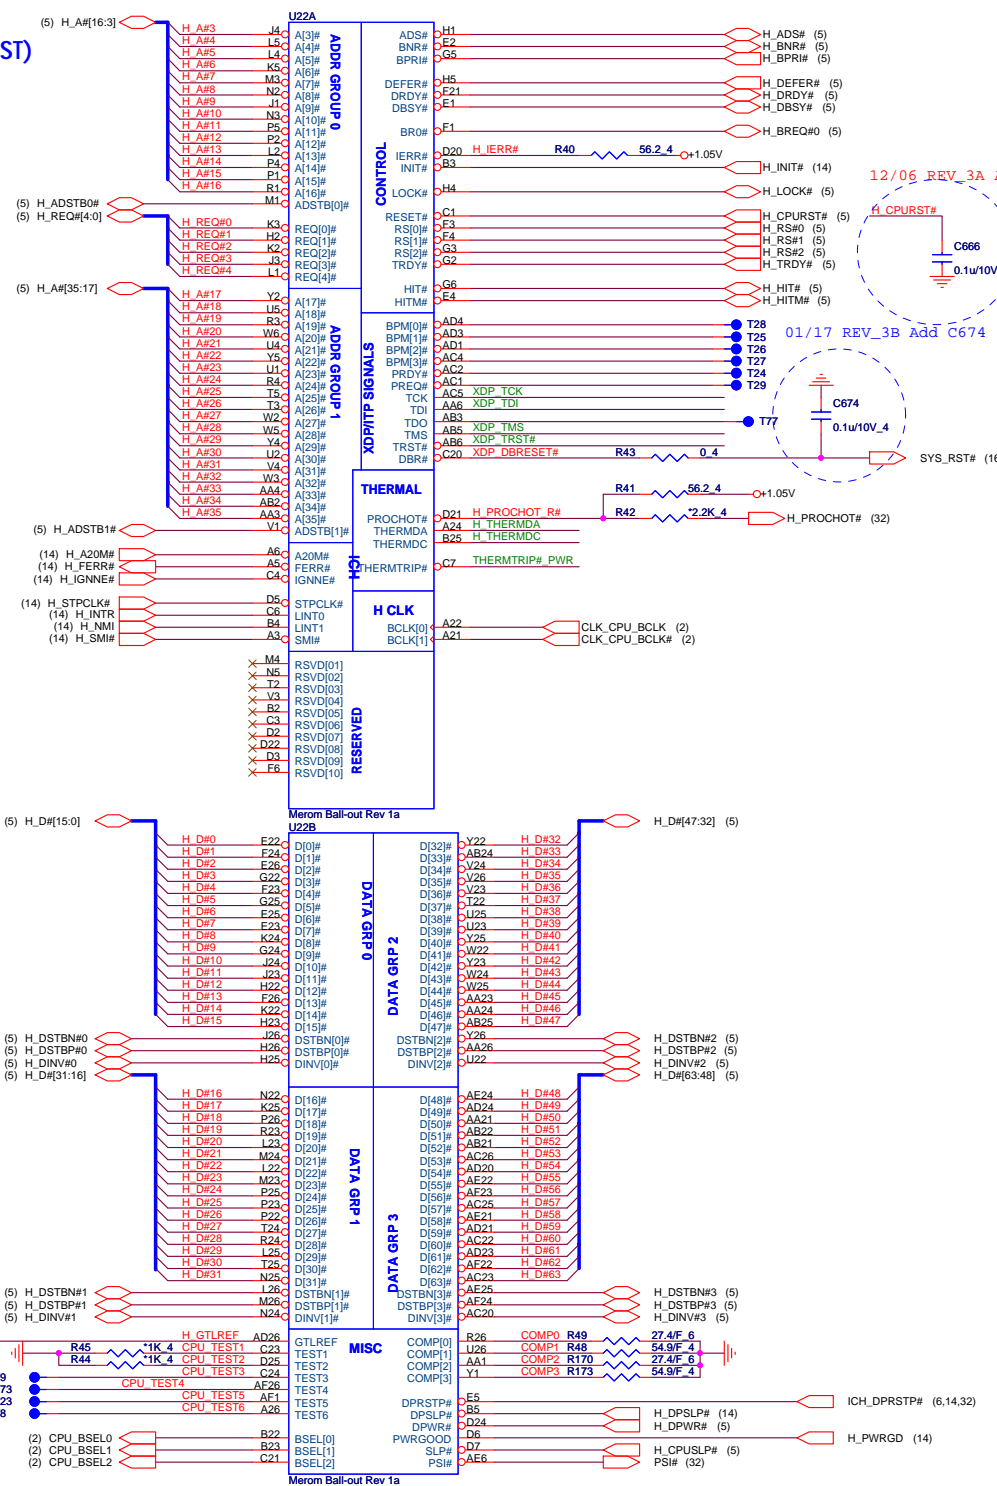 ST)
U22A
(5) H_A#[16:3]
H_A#3 J4 A[3]#
H_A#4 L5 A[4]#
H_A#5 L4 A[5]#
H_A#6 K5 A[6]#
H_A#7 M3 A[7]#
H_A#8 N2 A[8]#
H_A#9 J1 A[9]#
H_A#10 N3 A[10]#
H_A#11 P5 A[11]#
H_A#12 P2 A[12]#
H_A#13 L2 A[13]#
H_A#14 P4 A[14]#
H_A#15 P1 A[15]#
H_A#16 R1 A[16]#
(5) H_ADSTB0# M1 ADSTB[0]#
(5) H_REQ#[4:0]
H_REQ#0 K3 REQ[0]#
H_REQ#1 H2 REQ[1]#
H_REQ#2 K2 REQ[2]#
H_REQ#3 J3 REQ[3]#
H_REQ#4 L1 REQ[4]#
ADDR GROUP 0
(5) H_A#[35:17]
H_A#17 Y2 A[17]#
H_A#18 U5 A[18]#
H_A#19 R3 A[19]#
H_A#20 W6 A[20]#
H_A#21 U4 A[21]#
H_A#22 Y5 A[22]#
H_A#23 U1 A[23]#
H_A#24 R4 A[24]#
H_A#25 T5 A[25]#
H_A#26 T3 A[26]#
H_A#27 W2 A[27]#
H_A#28 W5 A[28]#
H_A#29 Y4 A[29]#
H_A#30 U2 A[30]#
H_A#31 V4 A[31]#
H_A#32 W3 A[32]#
H_A#33 AA4 A[33]#
H_A#34 AB2 A[34]#
H_A#35 AA3 A[35]#
(5) H_ADSTB1# V1 ADSTB[1]#
ADDR GROUP 1
(14) H_A20M# A6 A20M#
(14) H_FERR# A5 FERR#
(14) H_IGNNE# C4 IGNNE#
(14) H_STPCLK# D5 STPCLK#
(14) H_INTR C6 LINT0
(14) H_NMI B4 LINT1
(14) H_SMI# A3 SMI#
ICH
M4 RSVD[01]
N5 RSVD[02]
T2 RSVD[03]
V3 RSVD[04]
B2 RSVD[05]
C3 RSVD[06]
D2 RSVD[07]
D22 RSVD[08]
D3 RSVD[09]
F6 RSVD[10]
RESERVED
CONTROL
ADS# H1 H_ADS# (5)
BNR# E2 H_BNR# (5)
BPRI# G5 H_BPRI# (5)
DEFER# H5 H_DEFER# (5)
DRDY# F21 H_DRDY# (5)
DBSY# E1 H_DBSY# (5)
BR0# F1 H_BREQ#0 (5)
IERR# D20 H_IERR# R40 56.2_4 +1.05V
INIT# B3 H_INIT# (14)
LOCK# H4 H_LOCK# (5)
RESET# C1 H_CPURST# (5)
RS[0]# F3 H_RS#0 (5)
RS[1]# F4 H_RS#1 (5)
RS[2]# G3 H_RS#2 (5)
TRDY# G2 H_TRDY# (5)
HIT# G6 H_HIT# (5)
HITM# E4 H_HITM# (5)
12/06 REV_3A
H_CPURST#
C666
0.1u/10V
XDP/ITP SIGNALS
BPM[0]# AD4 T28
BPM[1]# AD3 T25
BPM[2]# AD1 T26
BPM[3]# AC4 T27
PRDY# AC2 T24
PREQ# AC1 T29
TCK AC5 XDP_TCK
TDI AA6 XDP_TDI
TDO AB3 T77
TMS AB5 XDP_TMS
TRST# AB6 XDP_TRST#
DBR# C20 XDP_DBRESET# R43 0_4 SYS_RST# (16
01/17 REV_3B Add C674
C674
0.1u/10V_4
THERMAL
R41 56.2_4 +1.05V
PROCHOT# D21 H_PROCHOT_R# R42 *2.2K_4 H_PROCHOT# (32)
THERMDA A24 H_THERMDA
THERMDC B25 H_THERMDC
THERMTRIP# C7 THERMTRIP#_PWR
H CLK
BCLK[0] A22 CLK_CPU_BCLK (2)
BCLK[1] A21 CLK_CPU_BCLK# (2)
Merom Ball-out Rev 1a
U22B
(5) H_D#[15:0]
H_D#0 E22 D[0]#
H_D#1 F24 D[1]#
H_D#2 E26 D[2]#
H_D#3 G22 D[3]#
H_D#4 F23 D[4]#
H_D#5 G25 D[5]#
H_D#6 E25 D[6]#
H_D#7 E23 D[7]#
H_D#8 K24 D[8]#
H_D#9 G24 D[9]#
H_D#10 J24 D[10]#
H_D#11 J23 D[11]#
H_D#12 H22 D[12]#
H_D#13 F26 D[13]#
H_D#14 K22 D[14]#
H_D#15 H23 D[15]#
(5) H_DSTBN#0 J26 DSTBN[0]#
(5) H_DSTBP#0 H26 DSTBP[0]#
(5) H_DINV#0 H25 DINV[0]#
DATA GRP 0
(5) H_D#[31:16]
H_D#16 N22 D[16]#
H_D#17 K25 D[17]#
H_D#18 P26 D[18]#
H_D#19 R23 D[19]#
H_D#20 L23 D[20]#
H_D#21 M24 D[21]#
H_D#22 L22 D[22]#
H_D#23 M23 D[23]#
H_D#24 P25 D[24]#
H_D#25 P23 D[25]#
H_D#26 P22 D[26]#
H_D#27 T24 D[27]#
H_D#28 R24 D[28]#
H_D#29 L25 D[29]#
H_D#30 T25 D[30]#
H_D#31 N25 D[31]#
(5) H_DSTBN#1 L26 DSTBN[1]#
(5) H_DSTBP#1 M26 DSTBP[1]#
(5) H_DINV#1 N24 DINV[1]#
DATA GRP 1
H_D#[47:32] (5)
D[32]# Y22 H_D#32
D[33]# AB24 H_D#33
D[34]# V24 H_D#34
D[35]# V26 H_D#35
D[36]# V23 H_D#36
D[37]# T22 H_D#37
D[38]# U25 H_D#38
D[39]# U23 H_D#39
D[40]# Y25 H_D#40
D[41]# W22 H_D#41
D[42]# Y23 H_D#42
D[43]# W24 H_D#43
D[44]# W25 H_D#44
D[45]# AA23 H_D#45
D[46]# AA24 H_D#46
D[47]# AB25 H_D#47
DSTBN[2]# Y26 H_DSTBN#2 (5)
DSTBP[2]# AA26 H_DSTBP#2 (5)
DINV[2]# U22 H_DINV#2 (5)
DATA GRP 2
H_D#[63:48] (5)
D[48]# AE24 H_D#48
D[49]# AD24 H_D#49
D[50]# AA21 H_D#50
D[51]# AB22 H_D#51
D[52]# AB21 H_D#52
D[53]# AC26 H_D#53
D[54]# AD20 H_D#54
D[55]# AE22 H_D#55
D[56]# AF23 H_D#56
D[57]# AC25 H_D#57
D[58]# AE21 H_D#58
D[59]# AD21 H_D#59
D[60]# AC22 H_D#60
D[61]# AD23 H_D#61
D[62]# AF22 H_D#62
D[63]# AC23 H_D#63
DSTBN[3]# AE25 H_DSTBN#3 (5)
DSTBP[3]# AF24 H_DSTBP#3 (5)
DINV[3]# AC20 H_DINV#3 (5)
DATA GRP 3
MISC
H_GTLREF AD26 GTLREF
R45 *1K_4 CPU_TEST1 C23 TEST1
R44 *1K_4 CPU_TEST2 D25 TEST2
9 CPU_TEST3 C24 TEST3
73 CPU_TEST4 AF26 TEST4
23 CPU_TEST5 AF1 TEST5
8 CPU_TEST6 A26 TEST6
(2) CPU_BSEL0 B22 BSEL[0]
(2) CPU_BSEL1 B23 BSEL[1]
(2) CPU_BSEL2 C21 BSEL[2]
COMP[0] R26 COMP0 R49 27.4/F_6
COMP[1] U26 COMP1 R48 54.9/F_4
COMP[2] AA1 COMP2 R170 27.4/F_6
COMP[3] Y1 COMP3 R173 54.9/F_4
DPRSTP# E5 ICH_DPRSTP# (6,14,32)
DPSLP# B5 H_DPSLP# (14)
DPWR# D24 H_DPWR# (5)
PWRGOOD D6 H_PWRGD (14)
SLP# D7 H_CPUSLP# (5)
PSI# AE6 PSI# (32)
Merom Ball-out Rev 1a